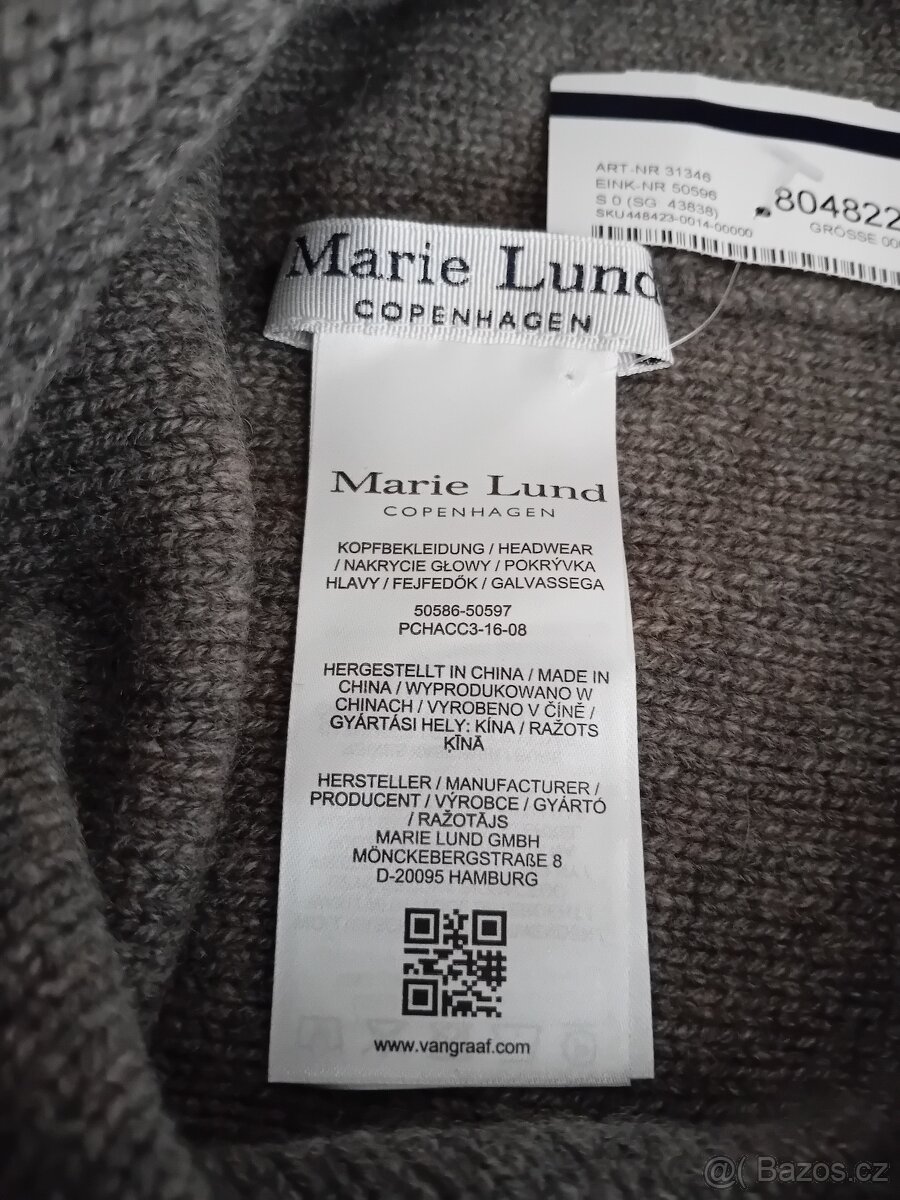 ART-NR 31346
EINK-NR 50596
S 0 (SG 43838)
SKU448423-0014-00000
.804822
GRÖSSE 00
Marie Lund
COPENHAGEN
Marie Lund
COPENHAGEN
KOPFBEKLEIDUNG / HEADWEAR
/ NAKRYCIE GŁOWY / POKRÝVKA
HLAVY / FEJFEDŐK / GALVASSEGA
50586-50597
PCHACC3-16-08
HERGESTELLT IN CHINA / MADE IN
CHINA / WYPRODUKOWANO W
CHINACH / VYROBENO V ČÍNĚ /
GYÁRTÁSI HELY: KÍNA / RAŽOTS
ĶĪNĀ
HERSTELLER / MANUFACTURER /
PRODUCENT / VÝROBCE / GYÁRTÓ
/ RAŽOTĀJS
MARIE LUND GMBH
MÖNCKEBERGSTRAßE 8
D-20095 HAMBURG
www.vangraaf.com
@( Bazos.cz